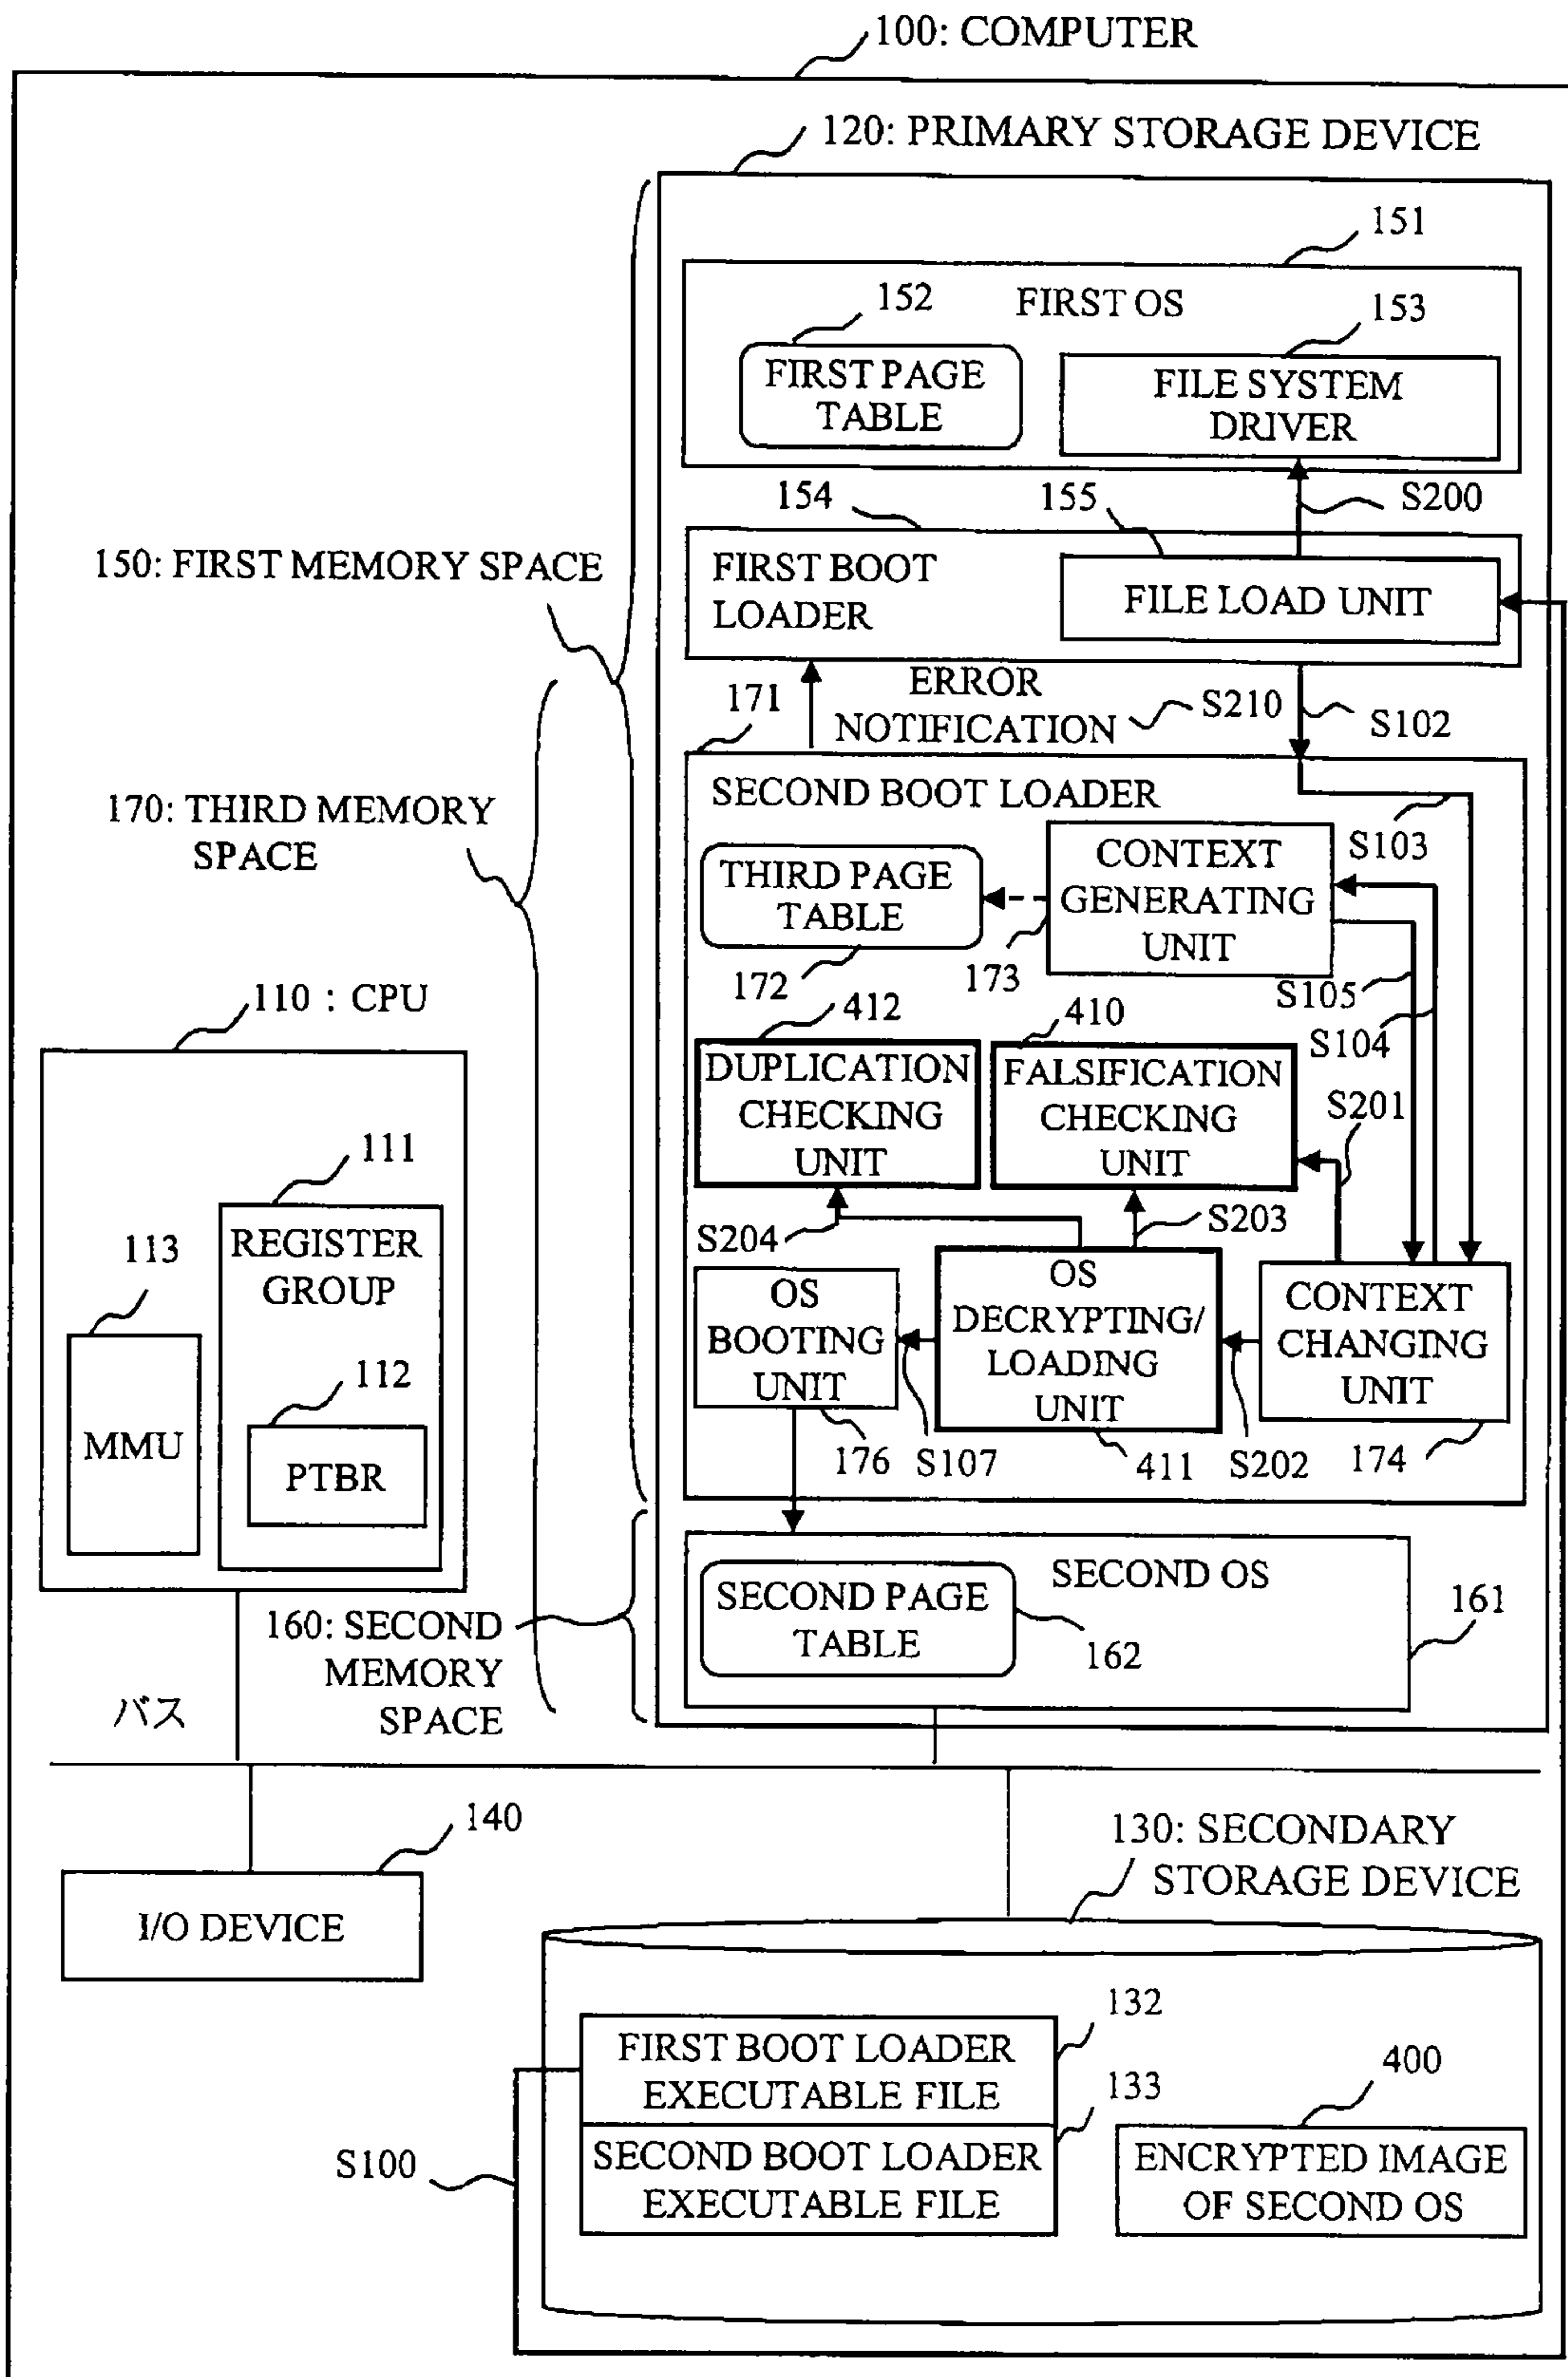 100: COMPUTER
120: PRIMARY STORAGE DEVICE
151
FIRST OS
152
153
FIRST PAGE
TABLE
FILE SYSTEM
DRIVER
S200
154
155
150: FIRST MEMORY SPACE
FIRST BOOT
LOADER
FILE LOAD UNIT
ERROR
NOTIFICATION
S210
S102
171
SECOND BOOT LOADER
S103
170: THIRD MEMORY
SPACE
THIRD PAGE
TABLE
172
CONTEXT
GENERATING
UNIT
173
S105
S104
110 : CPU
412
410
DUPLICATION
CHECKING
UNIT
FALSIFICATION
CHECKING
UNIT
S201
111
REGISTER
GROUP
113
S204
S203
112
MMU
PTBR
OS
BOOTING
UNIT
OS
DECRYPTING/
LOADING
UNIT
CONTEXT
CHANGING
UNIT
176
S107
411
S202
174
160: SECOND
MEMORY
SPACE
SECOND OS
SECOND PAGE
TABLE
162
161
バス
140
I/O DEVICE
130: SECONDARY
STORAGE DEVICE
132
FIRST BOOT LOADER
EXECUTABLE FILE
133
SECOND BOOT LOADER
EXECUTABLE FILE
S100
400
ENCRYPTED IMAGE
OF SECOND OS